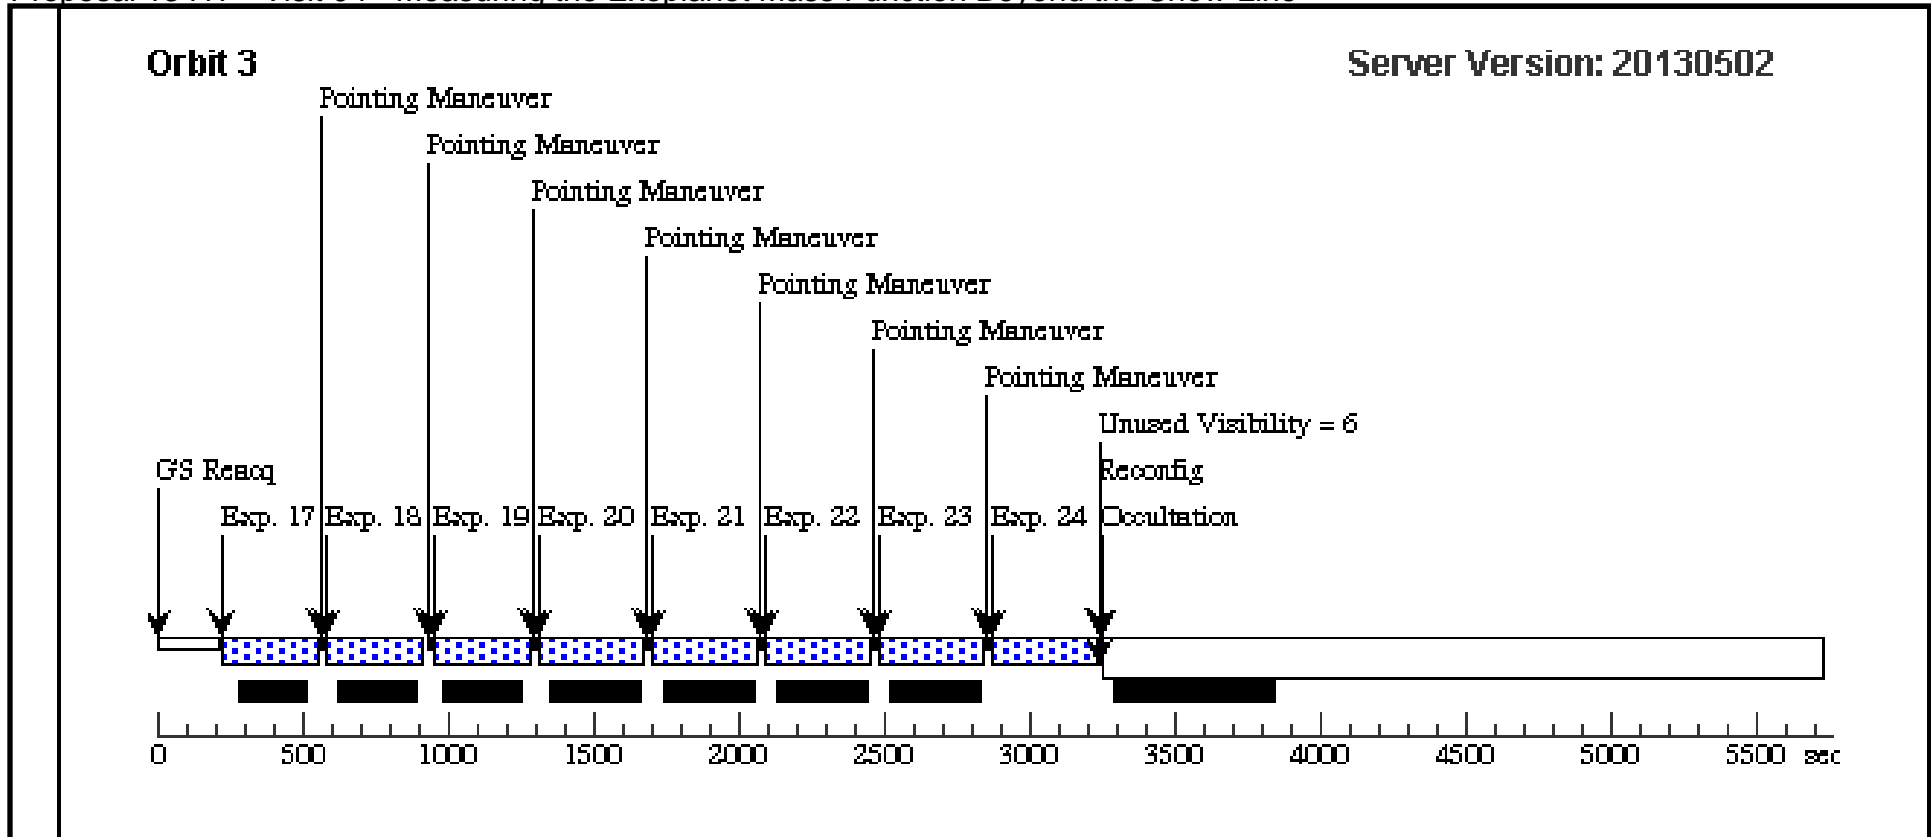 Orbit 3
Server Version: 20130502
Pointing Maneuver
Pointing Maneuver
Pointing Maneuver
Pointing Maneuver
Pointing Maneuver
Pointing Maneuver
Pointing Maneuver
Unused Visibility = 6
GS Reacq
Reconfig
Exp. 17
Exp. 18
Exp. 19
Exp. 20
Exp. 21
Exp. 22
Exp. 23
Exp. 24
Occultation
0
500
1000
1500
2000
2500
3000
3500
4000
4500
5000
5500
sec